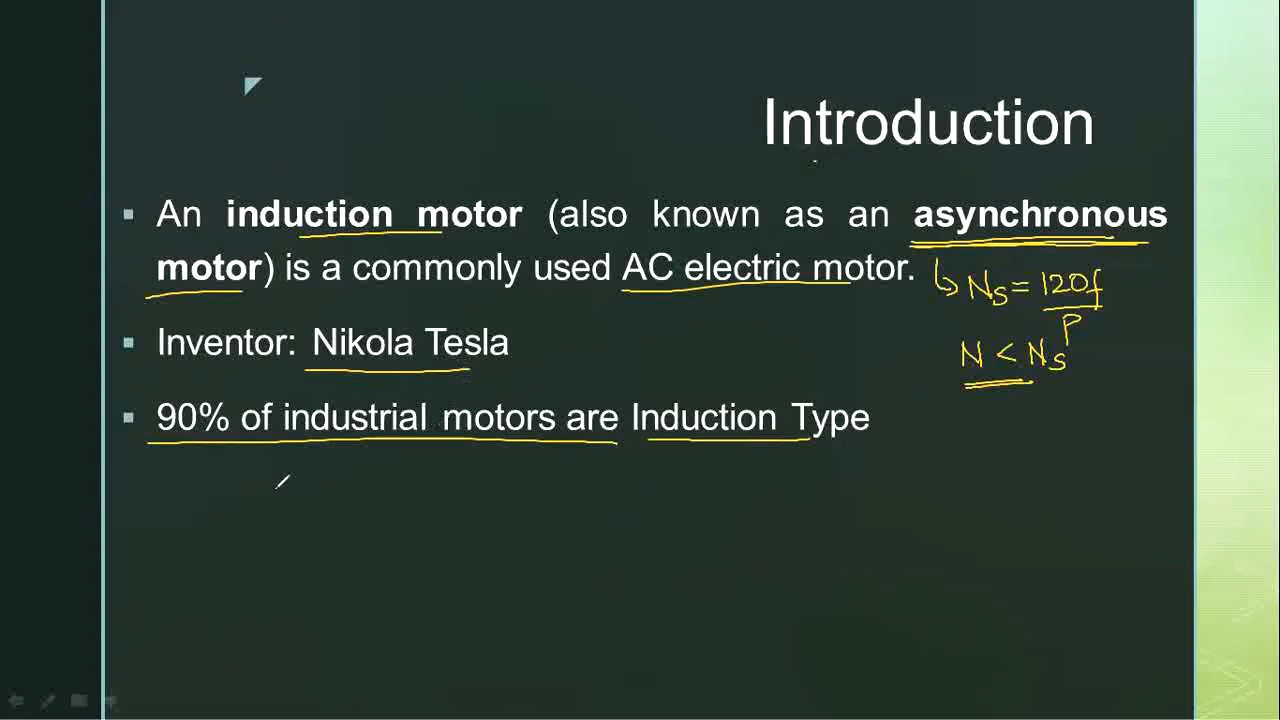 Introduction
▪ An induction motor (also known as an asynchronous
motor) is a commonly used AC electric motor.
↳ Ns = 120f
P
N < Ns
▪ Inventor: Nikola Tesla
▪ 90% of industrial motors are Induction Type